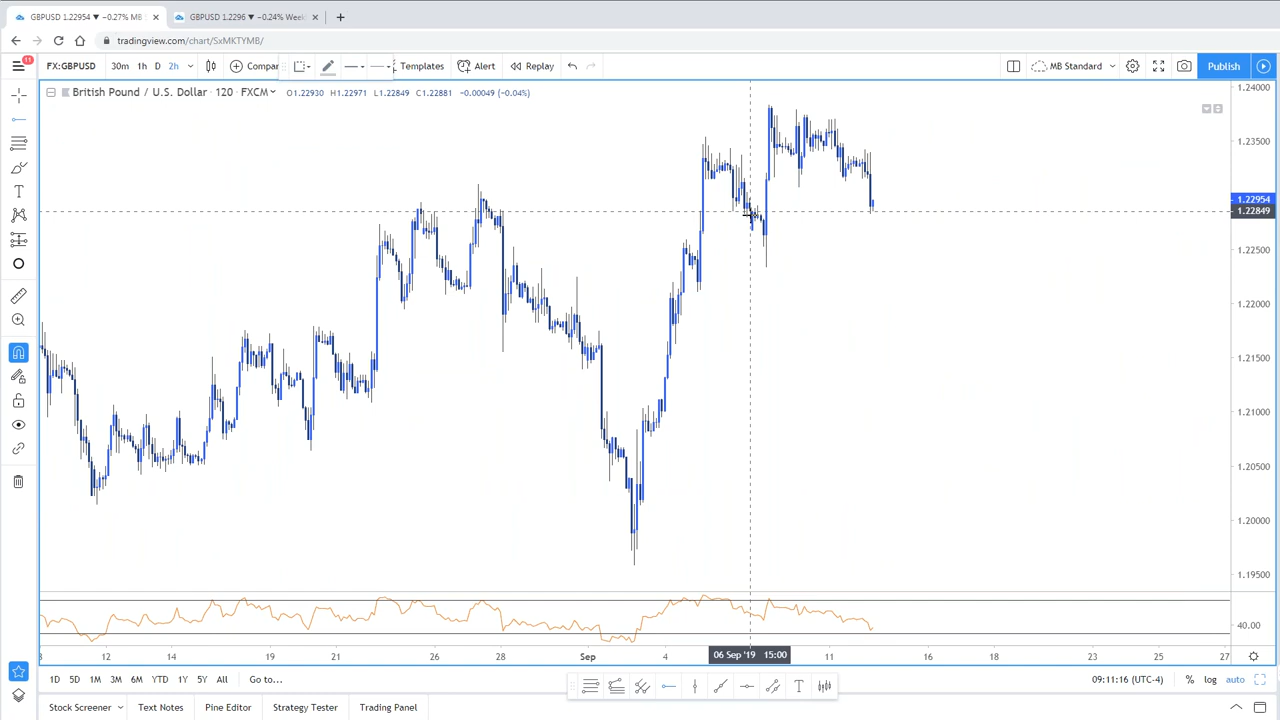 GBPUSD 1.22954 ▼ −0.27% MB S
GBPUSD 1.2296 ▼ −0.24% Week
tradingview.com/chart/SxMKTYMB/
11
FX:GBPUSD 30m 1h D 2h Compar Templates Alert Replay MB Standard Publish
British Pound / U.S. Dollar · 120 · FXCM O1.22930 H1.22971 L1.22849 C1.22881 −0.00049 (−0.04%)
1.24000
1.23500
1.22954
1.22849
1.22500
1.22000
1.21500
1.21000
1.20500
1.20000
1.19500
40.00
8 12 14 19 21 26 28 Sep 4 06 Sep '19 15:00 11 16 18 23 25 27
1D 5D 1M 3M 6M YTD 1Y 5Y All Go to... 09:11:16 (UTC-4) % log auto
Stock Screener Text Notes Pine Editor Strategy Tester Trading Panel